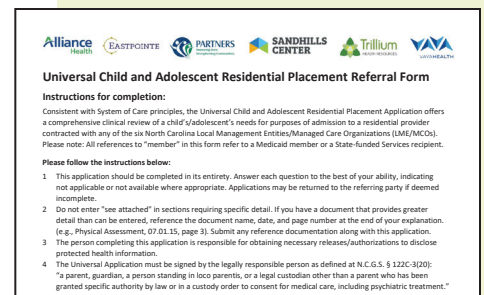 Alliance Health EASTPOINTE PARTNERS SANDHILLS CENTER Trillium HEALTH RESOURCES VAYAHEALTH
Universal Child and Adolescent Residential Placement Referral Form
Instructions for completion:
Consistent with System of Care principles, the Universal Child and Adolescent Residential Placement Application offers
a comprehensive clinical review of a child's/adolescent's needs for purposes of admission to a residential provider
contracted with any of the six North Carolina Local Management Entities/Managed Care Organizations (LME/MCOs).
Please note: All references to "member" in this form refer to a Medicaid member or a State-funded Services recipient.
Please follow the instructions below:
1 This application should be completed in its entirety. Answer each question to the best of your ability, indicating
not applicable or not available where appropriate. Applications may be returned to the referring party if deemed
incomplete.
2 Do not enter "see attached" in sections requiring specific detail. If you have a document that provides greater
detail than can be entered, reference the document name, date, and page number at the end of your explanation.
(e.g., Physical Assessment, 07.01.15, page 3). Submit any reference documentation along with this application.
3 The person completing this application is responsible for obtaining necessary releases/authorizations to disclose
protected health information.
4 The Universal Application must be signed by the legally responsible person as defined at N.C.G.S. § 122C-3(20):
"a parent, guardian, a person standing in loco parentis, or a legal custodian other than a parent who has been
granted specific authority by law or in a custody order to consent for medical care, including psychiatric treatment."